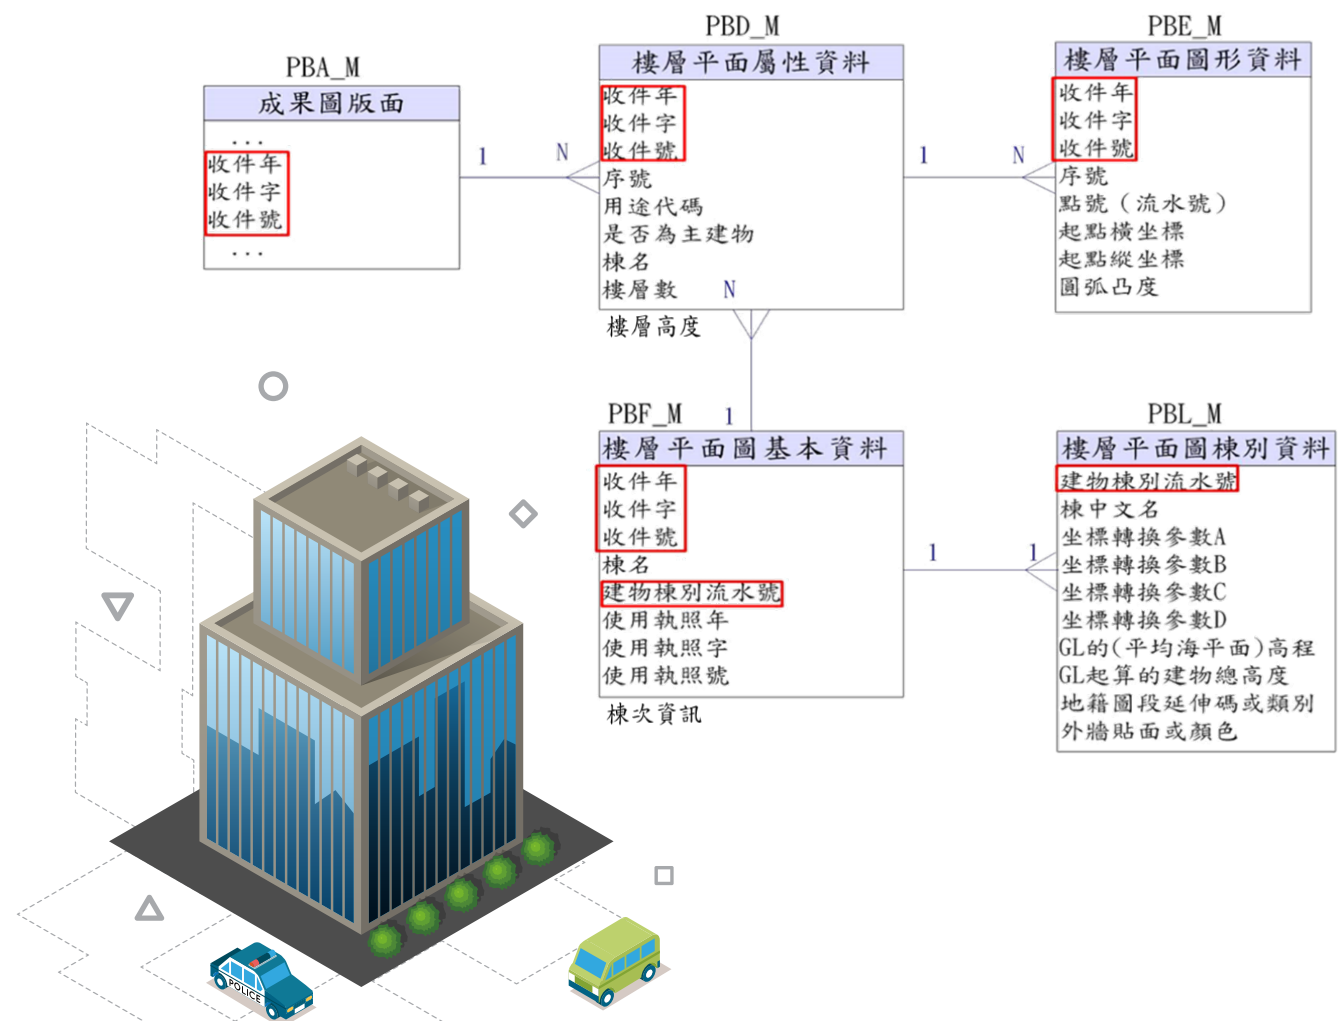 PBA_M
成果圖版面
...
收件年
收件字
收件號
...
1
N
PBD_M
樓層平面屬性資料
收件年
收件字
收件號
序號
用途代碼
是否為主建物
棟名
樓層數
樓層高度
1
N
PBE_M
樓層平面圖形資料
收件年
收件字
收件號
序號
點號（流水號）
起點橫坐標
起點縱坐標
圓弧凸度
N
1
PBF_M
樓層平面圖基本資料
收件年
收件字
收件號
棟名
建物棟別流水號
使用執照年
使用執照字
使用執照號
棟次資訊
1
1
PBL_M
樓層平面圖棟別資料
建物棟別流水號
棟中文名
坐標轉換參數A
坐標轉換參數B
坐標轉換參數C
坐標轉換參數D
GL的(平均海平面)高程
GL起算的建物總高度
地籍圖段延伸碼或類別
外牆貼面或顏色
POLICE